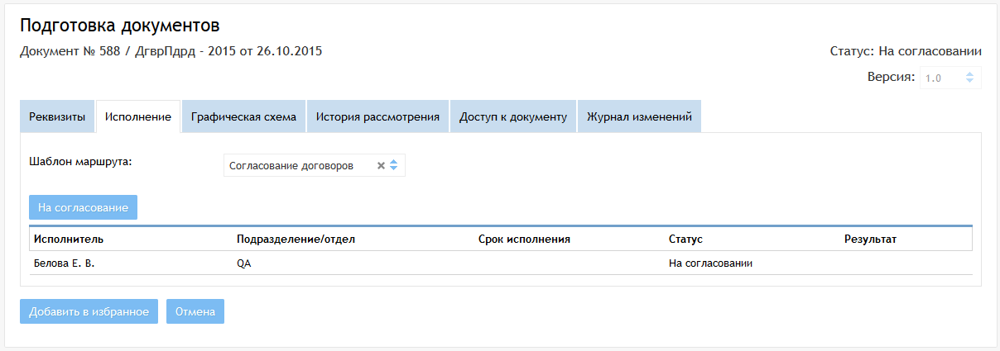 Подготовка документов
Документ № 588 / ДгврПдрд - 2015 от 26.10.2015
Статус: На согласовании
Версия: 1.0
Реквизиты Исполнение Графическая схема История рассмотрения Доступ к документу Журнал изменений
Шаблон маршрута: Согласование договоров
На согласование
Исполнитель Подразделение/отдел Срок исполнения Статус Результат
Белова Е. В. QA На согласовании
Добавить в избранное Отмена